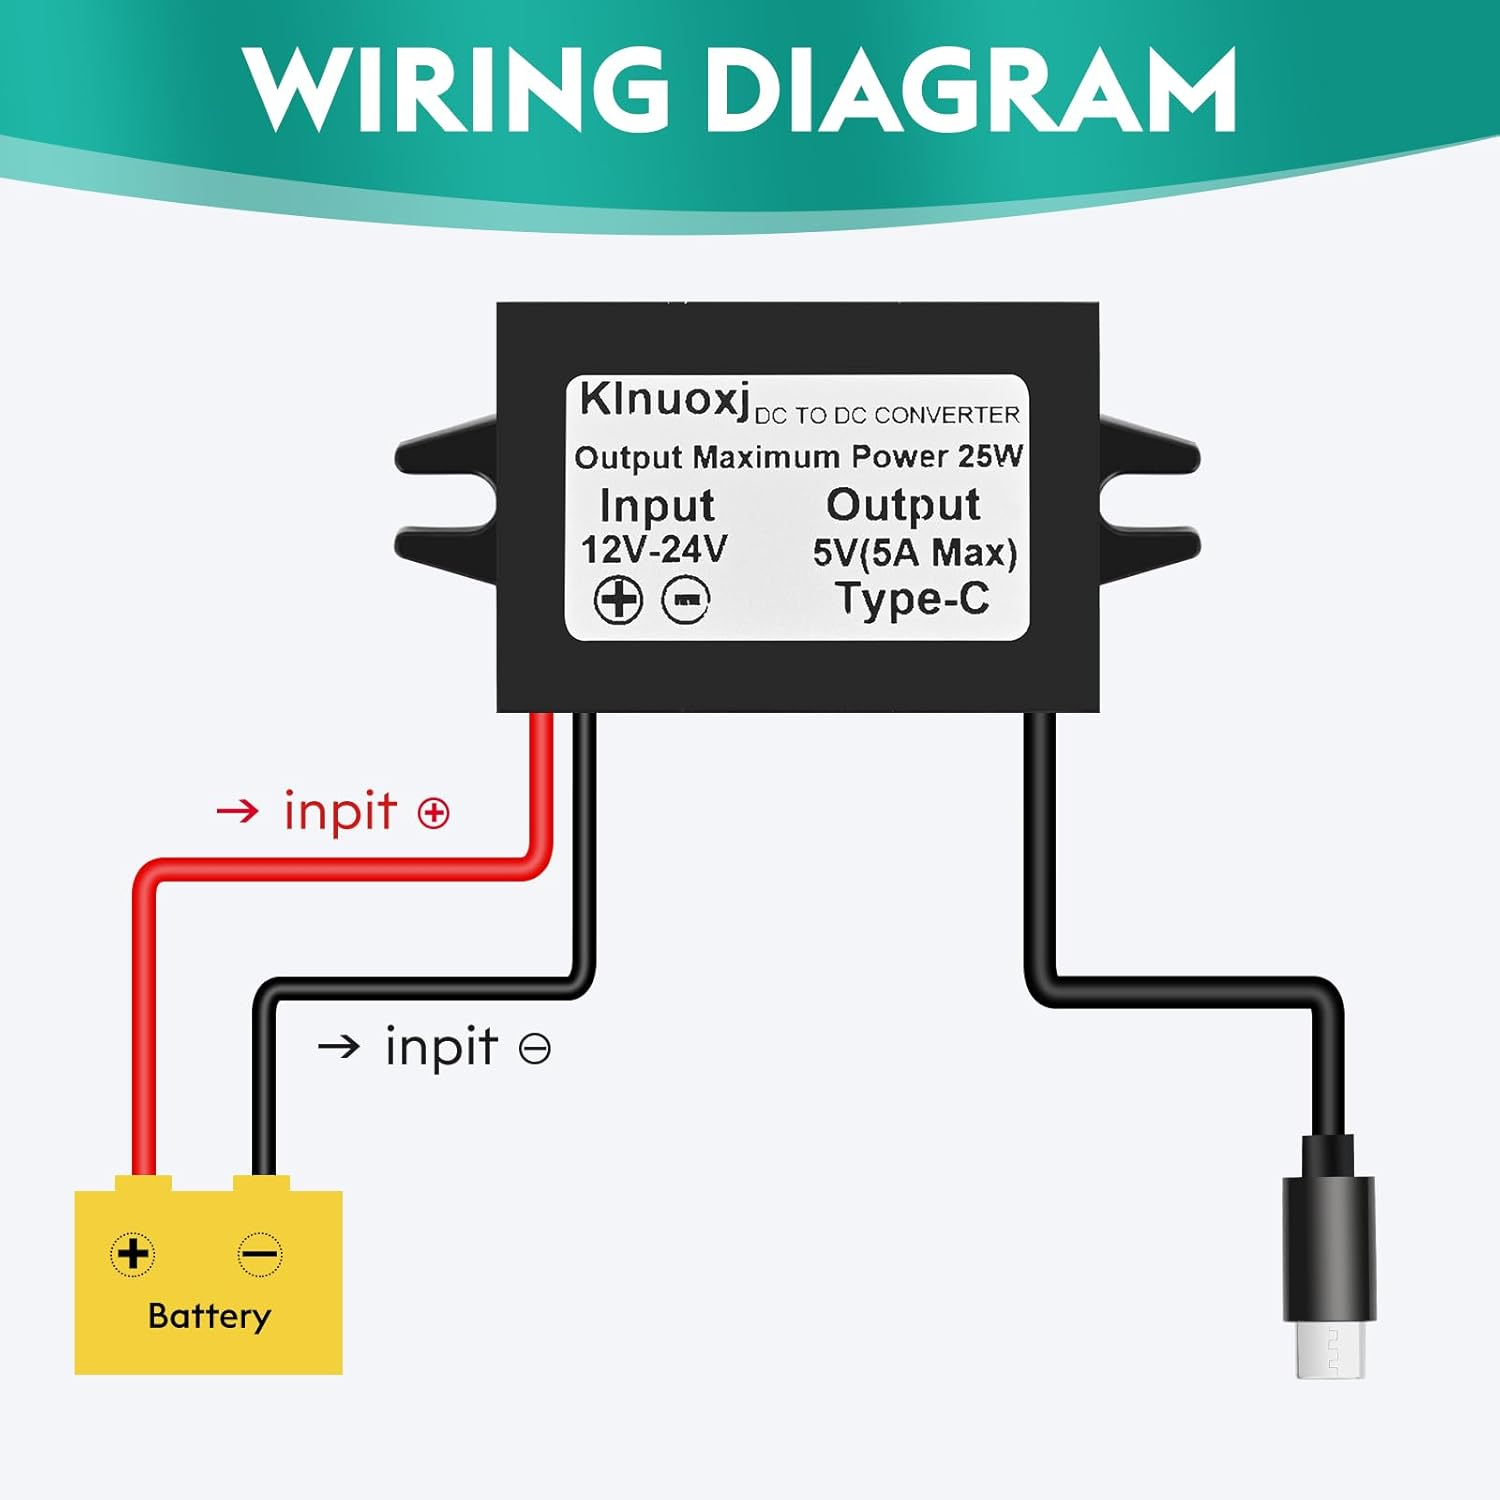 WIRING DIAGRAM
Klnuoxj DC TO DC CONVERTER
Output Maximum Power 25W
Input Output
12V-24V 5V(5A Max)
+ - Type-C
→ inpit ⊕
→ inpit ⊖
+ −
Battery